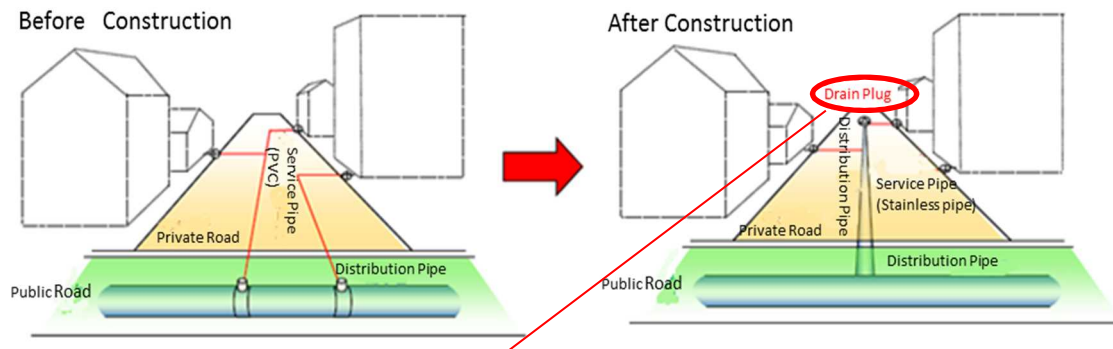 Before Construction
Service Pipe
(PVC)
Private Road
Distribution Pipe
Public Road
After Construction
Drain Plug
Distribution Pipe
Service Pipe
(Stainless pipe)
Private Road
Distribution Pipe
Public Road